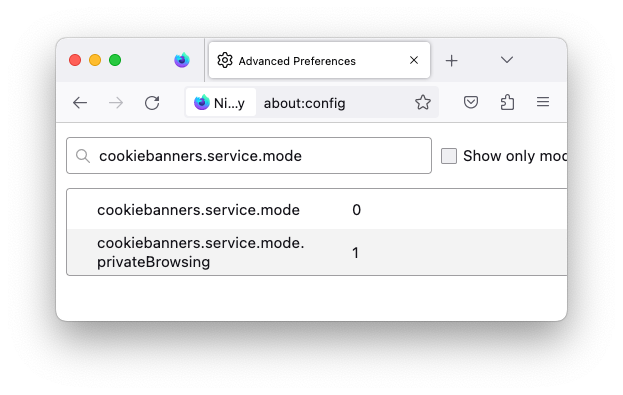 Advanced Preferences
Ni…y about:config
cookiebanners.service.mode Show only mod
cookiebanners.service.mode 0
cookiebanners.service.mode.
privateBrowsing 1